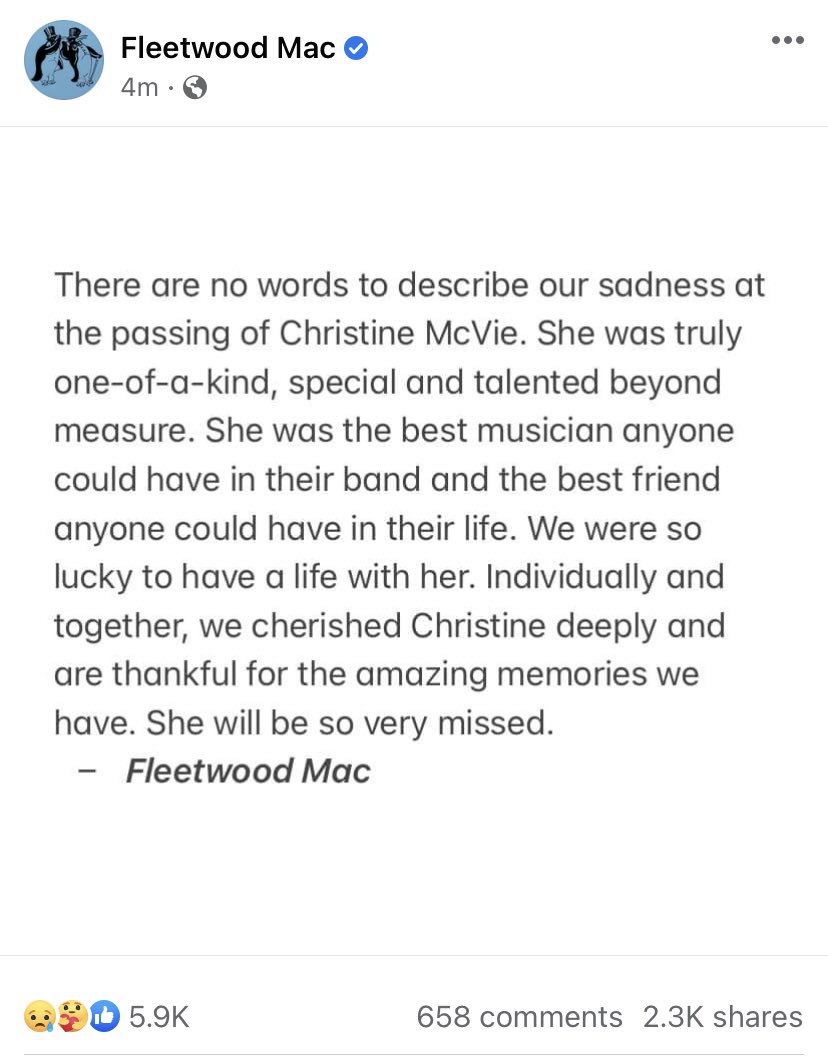 Fleetwood Mac
4m ·
There are no words to describe our sadness at
the passing of Christine McVie. She was truly
one-of-a-kind, special and talented beyond
measure. She was the best musician anyone
could have in their band and the best friend
anyone could have in their life. We were so
lucky to have a life with her. Individually and
together, we cherished Christine deeply and
are thankful for the amazing memories we
have. She will be so very missed.
– Fleetwood Mac
5.9K 658 comments 2.3K shares